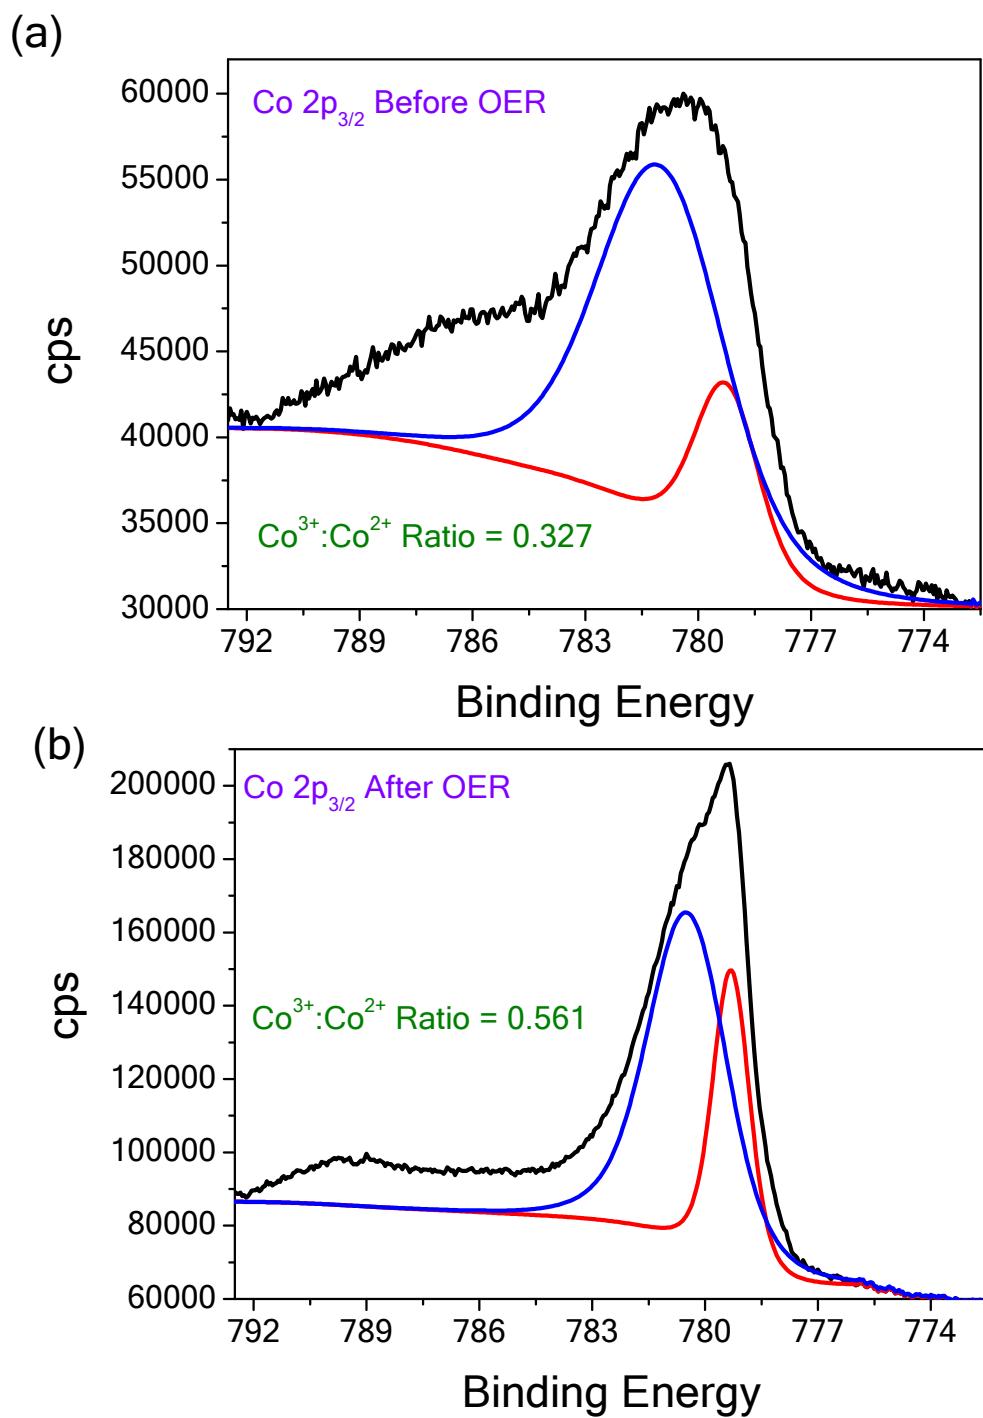 (a)
Co 2p3/2 Before OER
60000
55000
50000
45000
40000
35000
30000
cps
Co3+:Co2+ Ratio = 0.327
792 789 786 783 780 777 774
Binding Energy
(b)
Co 2p3/2 After OER
200000
180000
160000
140000
120000
100000
80000
60000
cps
Co3+:Co2+ Ratio = 0.561
792 789 786 783 780 777 774
Binding Energy